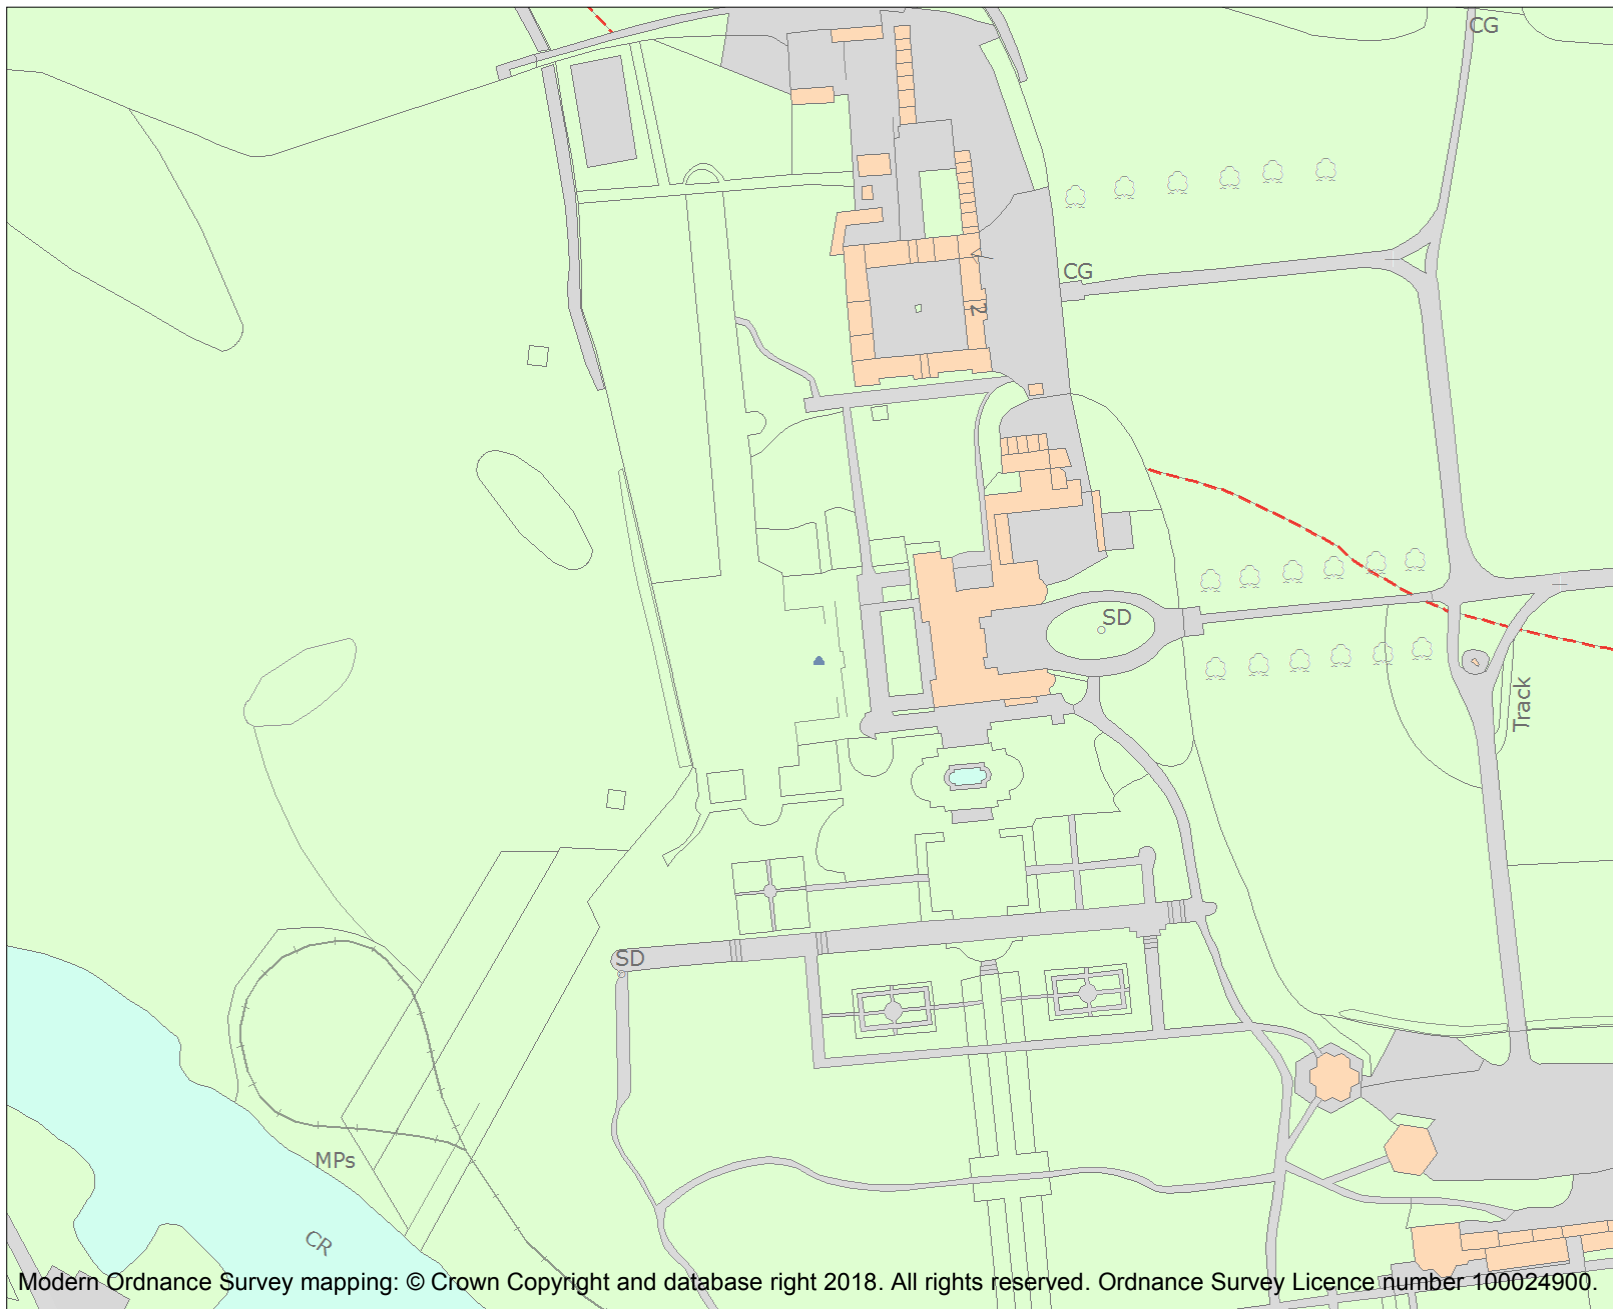 CG
CG
2
SD
Track
SD
MPs
CR
Modern Ordnance Survey mapping: © Crown Copyright and database right 2018. All rights reserved. Ordnance Survey Licence number 100024900.